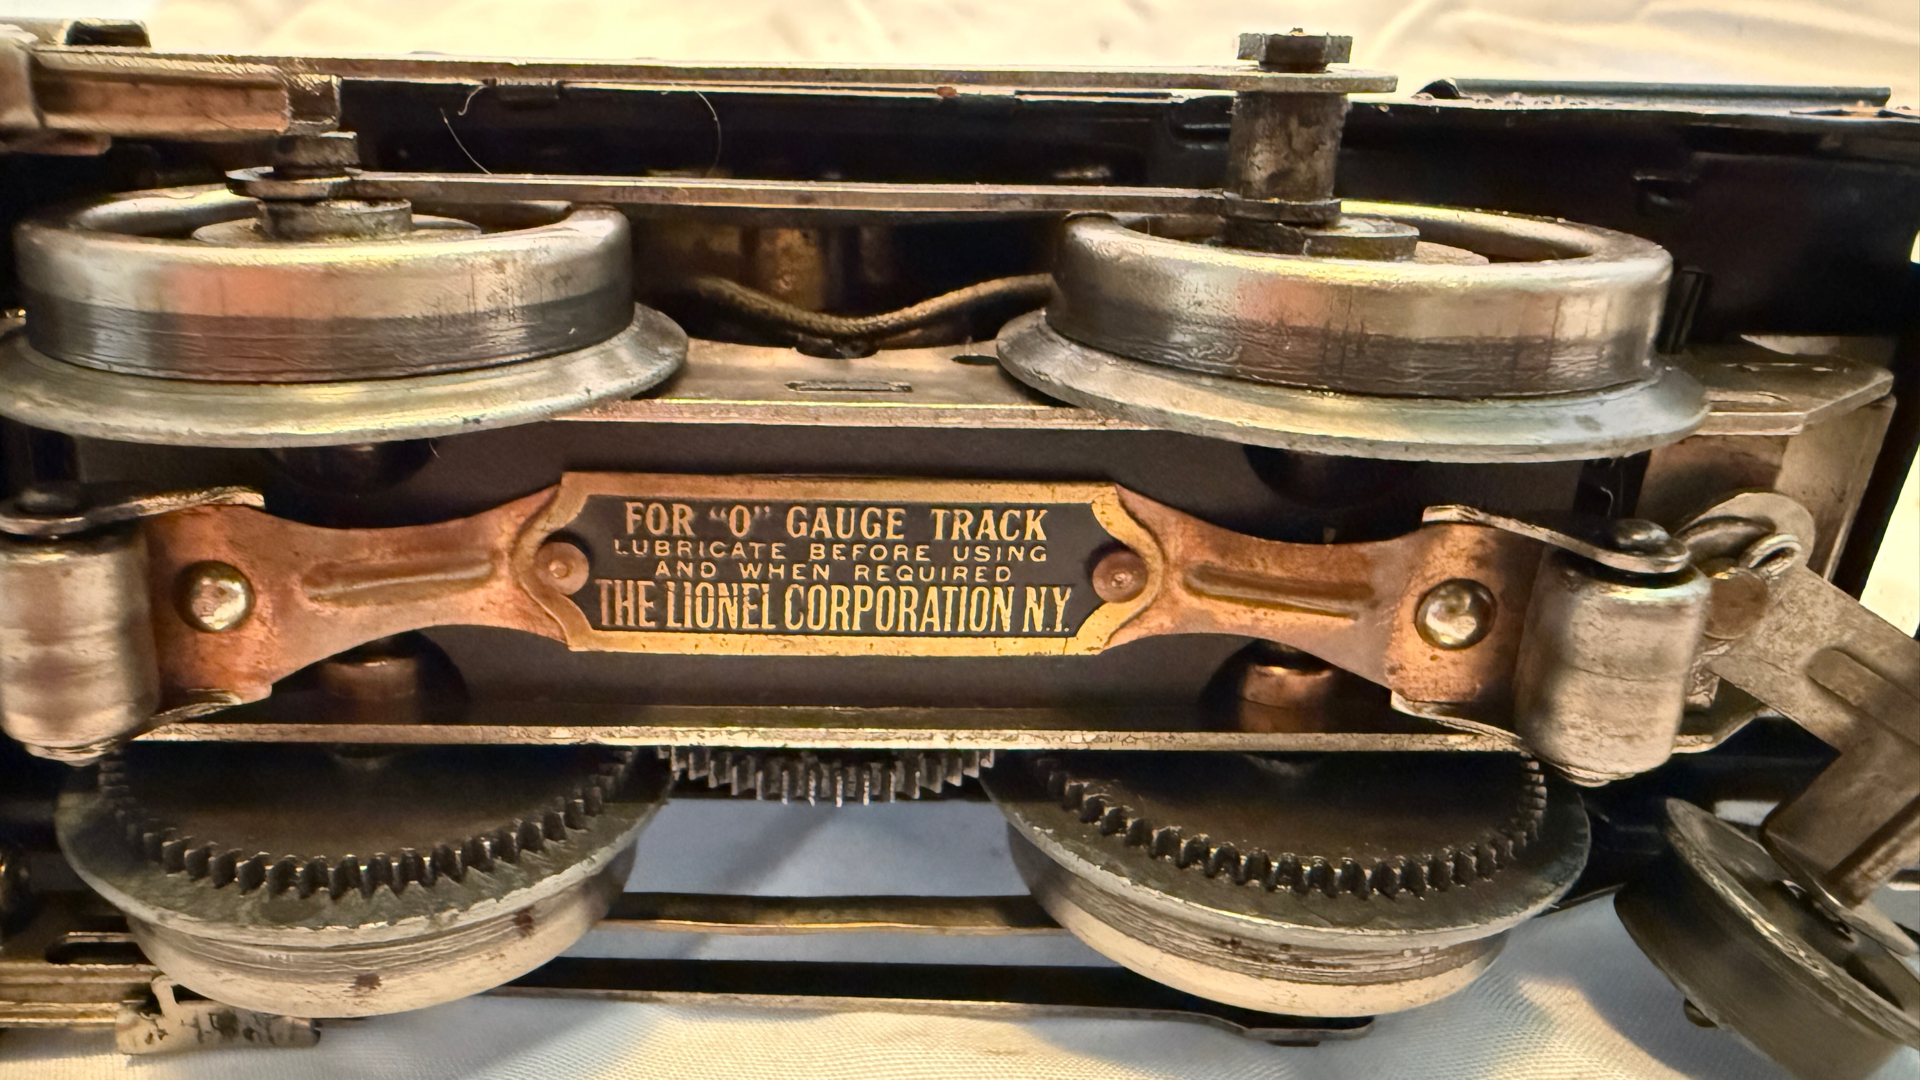 FOR "O" GAUGE TRACK
LUBRICATE BEFORE USING
AND WHEN REQUIRED
THE LIONEL CORPORATION N.Y.